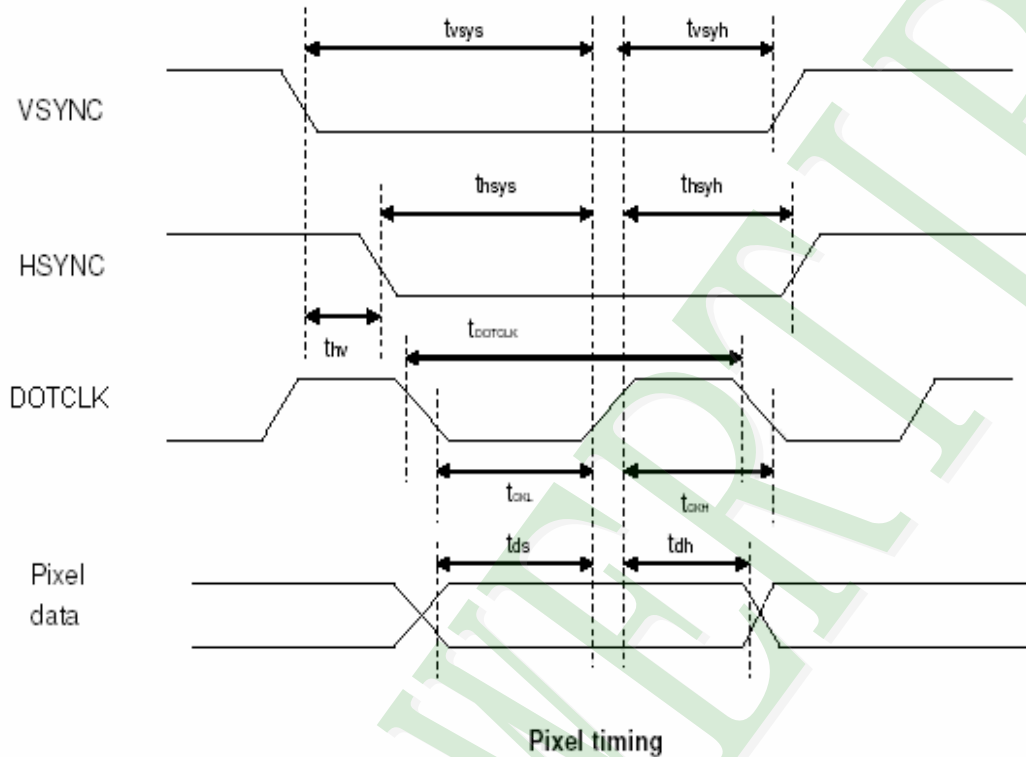 tvsys tvsyh
VSYNC
thsys thsyh
HSYNC
thv tDOTCLK
DOTCLK
tCKL tCKH
tds tdh
Pixel
data
Pixel timing